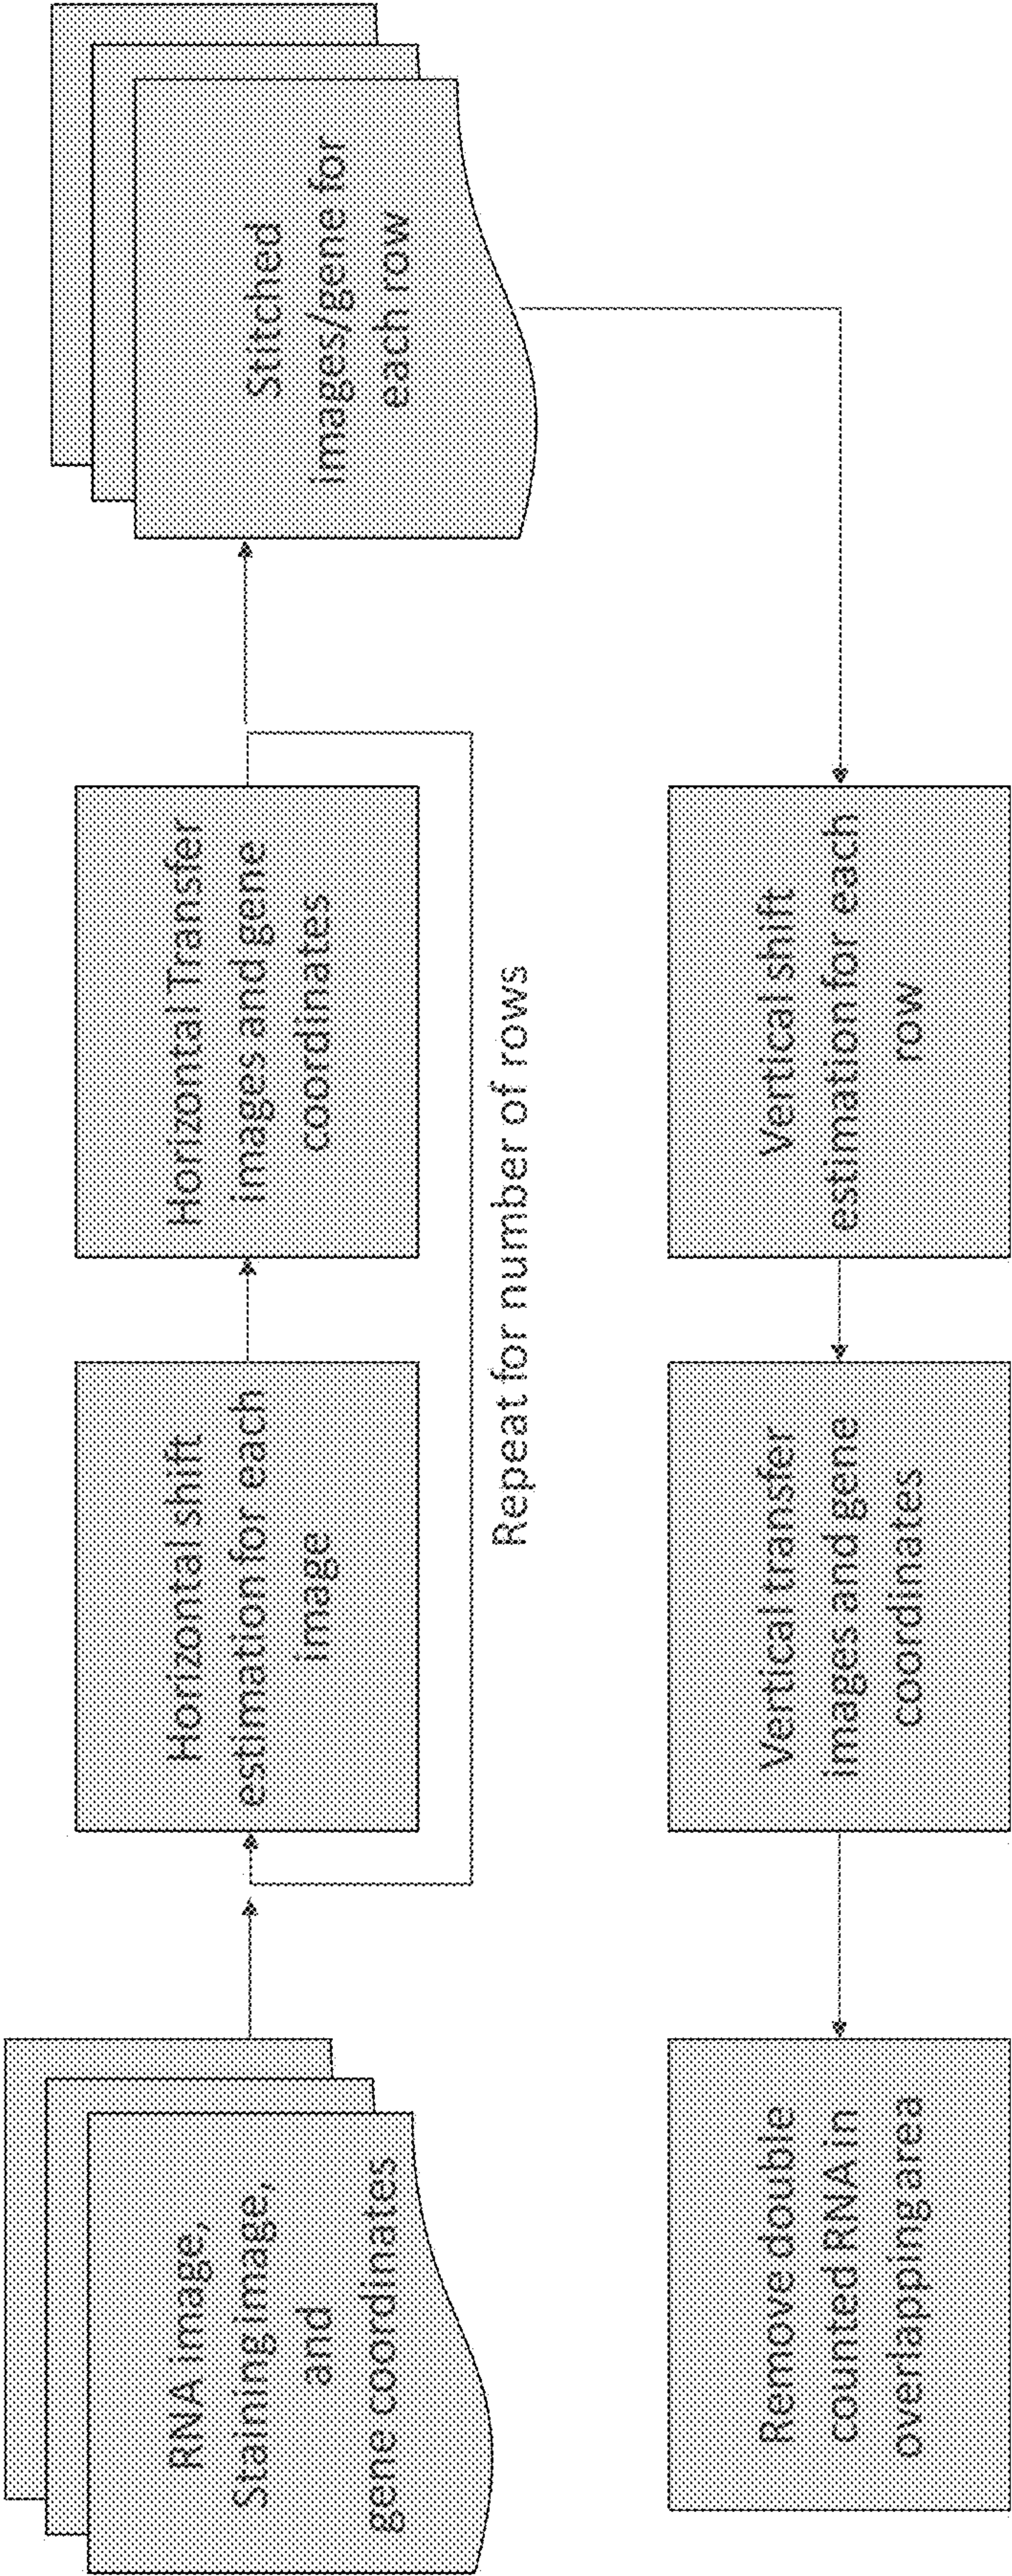 RNA image,
Staining image,
and
gene coordinates
Horizontal shift
estimation for each
image
Horizontal Transfer
images and gene
coordinates
Repeat for number of rows
Stitched
images/gene for
each row
Vertical shift
estimation for each
row
Vertical transfer
images and gene
coordinates
Remove double
counted RNA in
overlapping area